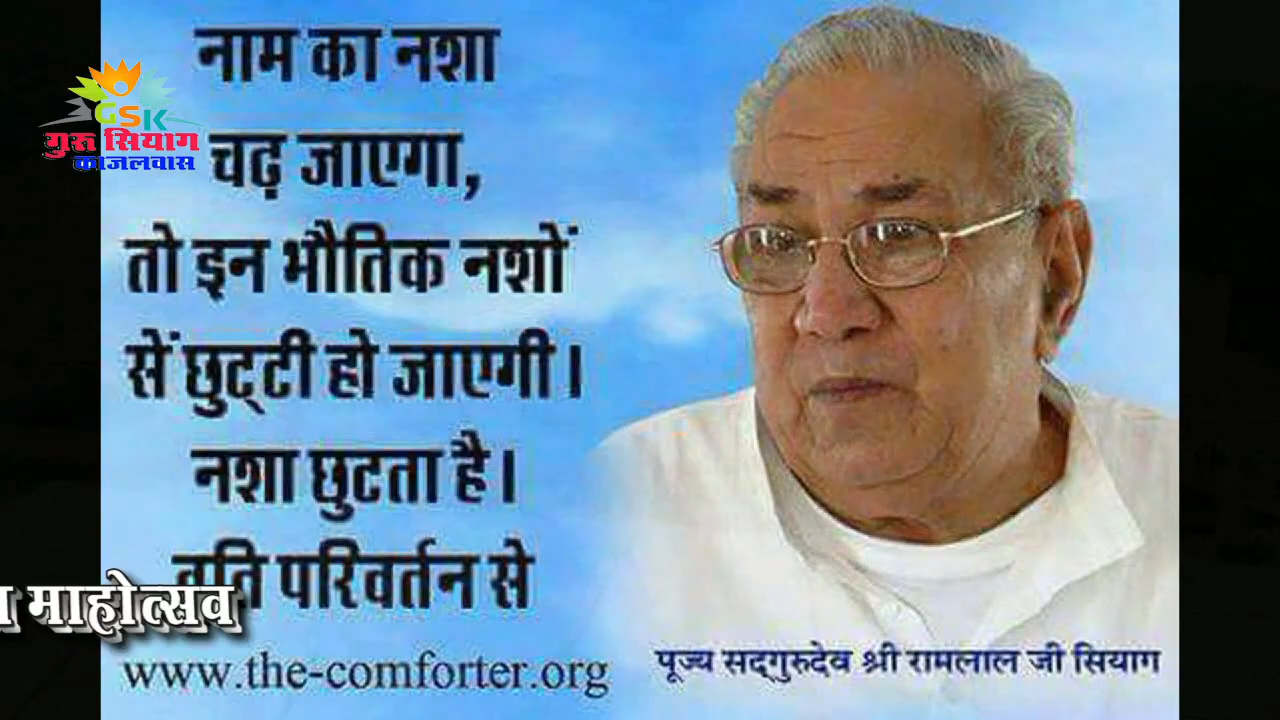 नाम का नशा
चढ़ जाएगा,
तो इन भौतिक नशों
सें छुट्टी हो जाएगी।
नशा छुटता है।
परिवर्तन से
www.the-comforter.org
पूज्य सद्गुरुदेव श्री रामलाल जी सियाग
GSK
गुरु सियाग
काजलवास
माहोत्सव